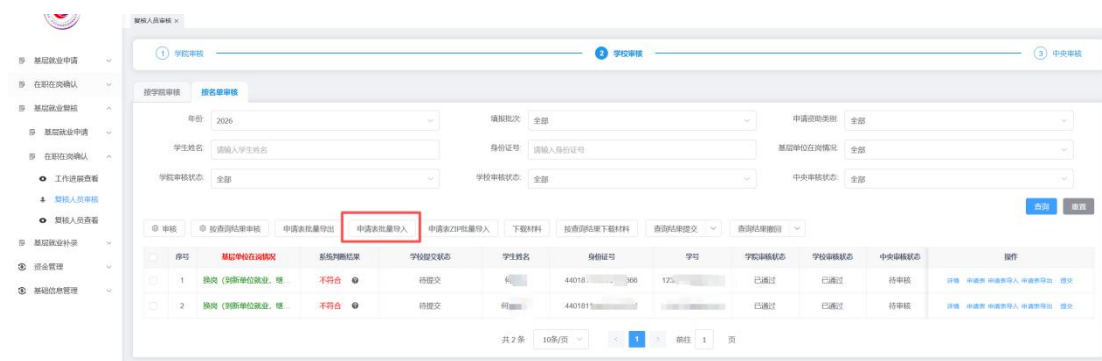 复核人员审核 ×
1 学院审核 2 学校审核 3 中央审核
基层就业申请
在职在岗确认
基层就业复核
基层就业申请
在职在岗确认
工作进展查看
复核人员审核
复核人员查看
基层就业补录
资金管理
基础信息管理
按学院审核 按名单审核
年份: 2026 填报批次: 全部 申请资助类别: 全部
学生姓名: 请输入学生姓名 身份证号: 请输入身份证号 基层单位在岗情况: 全部
学院审核状态: 全部 学校审核状态: 全部 中央审核状态: 全部
查询 重置
审核 按查询结果审核 申请表批量导出 申请表批量导入 申请表ZIP批量导入 下载材料 按查询结果下载材料 查询结果提交 查询结果撤回
序号 基层单位在岗情况 系统判断结果 学校提交状态 学生姓名 身份证号 学号 学院审核状态 学校审核状态 中央审核状态 操作
1 换岗（到新单位就业，继... 不符合 待提交 何 44018 366 123 已通过 已通过 待审核 详情 申请表 申请表导入 申请表导出 提交
2 换岗（到新单位就业，继... 不符合 待提交 何 440181 已通过 已通过 待审核 详情 申请表 申请表导入 申请表导出 提交
共 2 条 10条/页 < 1 > 前往 1 页